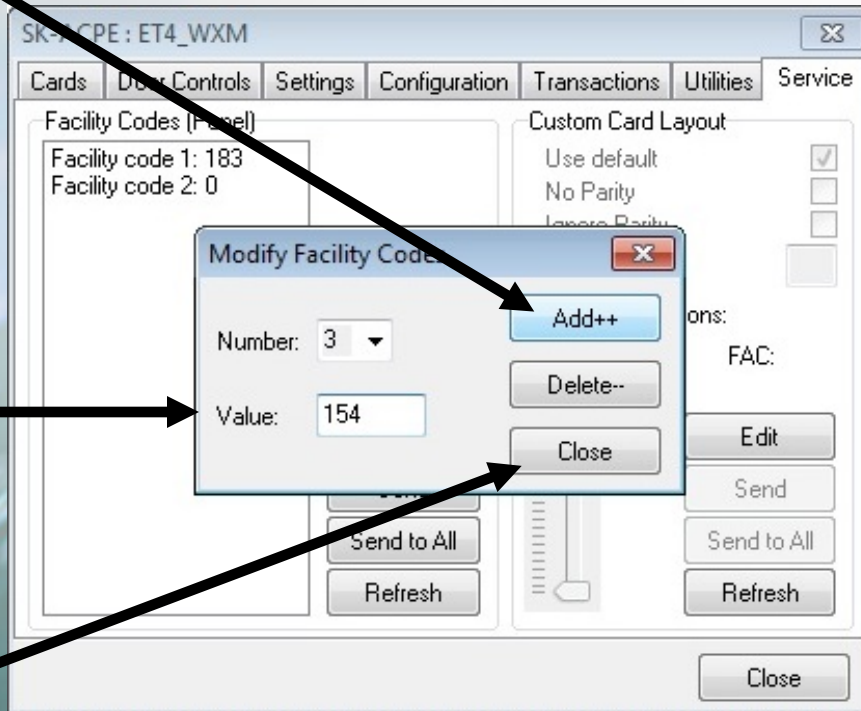 SK-ACPE : ET4_WXM
Cards Door Controls Settings Configuration Transactions Utilities Service
Facility Codes (Panel)
Facility code 1: 183
Facility code 2: 0
Custom Card Layout
Use default
No Parity
Ignore Parity
Modify Facility Codes
Number: 3
Value: 154
Add++
Delete--
Close
ons:
FAC:
Send to All
Refresh
Edit
Send
Send to All
Refresh
Close